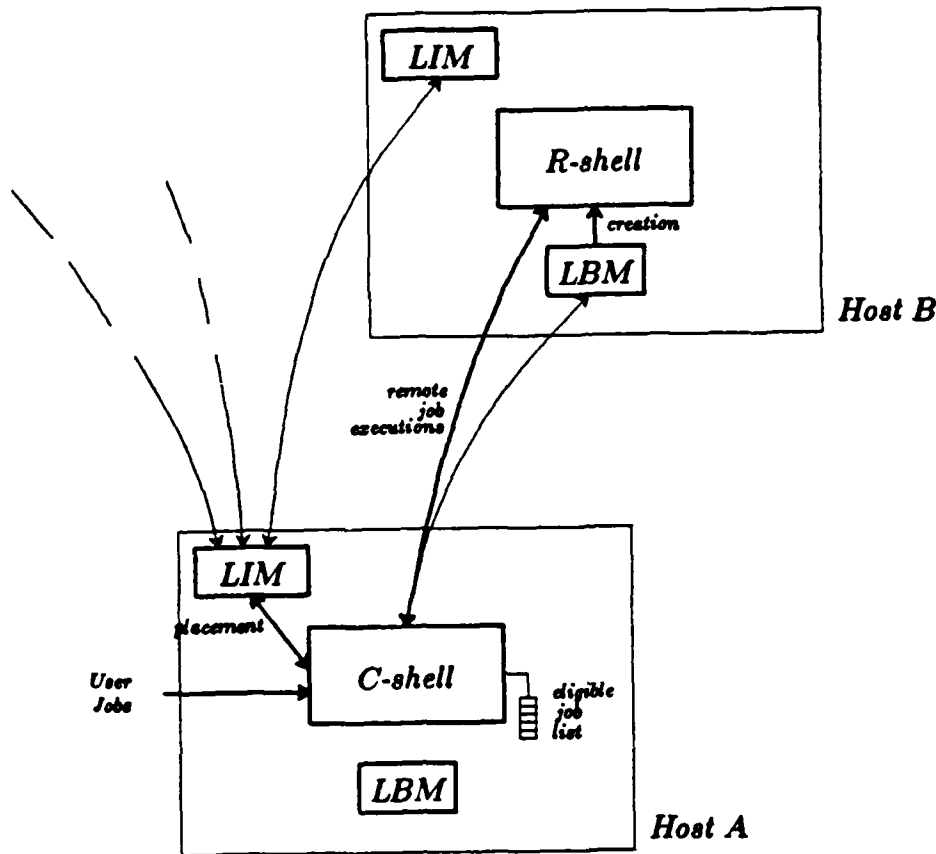 LIM
R-shell
creation
LBM
Host B
remote
job
executions
LIM
placement
C-shell
User
Jobs
eligible
job
list
LBM
Host A